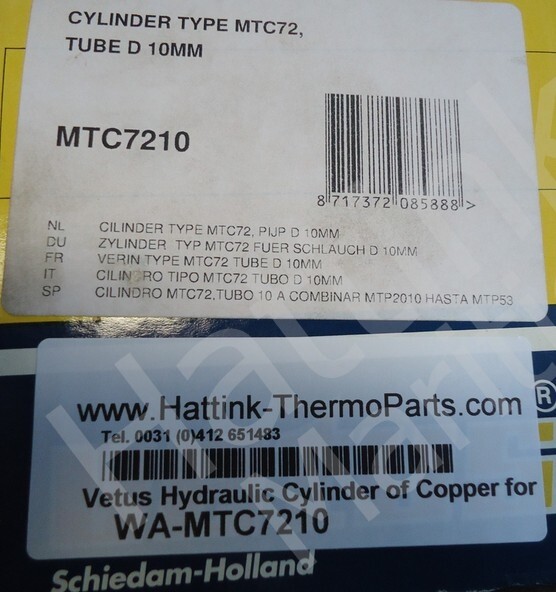 CYLINDER TYPE MTC72,
TUBE D 10MM
MTC7210
8 717372 085888 >
NL CILINDER TYPE MTC72, PIJP D 10MM
DU ZYLINDER TYP MTC72 FUER SCHLAUCH D 10MM
FR VERIN TYPE MTC72 TUBE D 10MM
IT CILINDRO TIPO MTC72 TUBO D 10MM
SP CILINDRO MTC72,TUBO 10 A COMBINAR MTP2010 HASTA MTP53
®
www.Hattink-ThermoParts.com
Tel. 0031 (0)412 651483
Vetus Hydraulic Cylinder of Copper for
WA-MTC7210
Schiedam-Holland